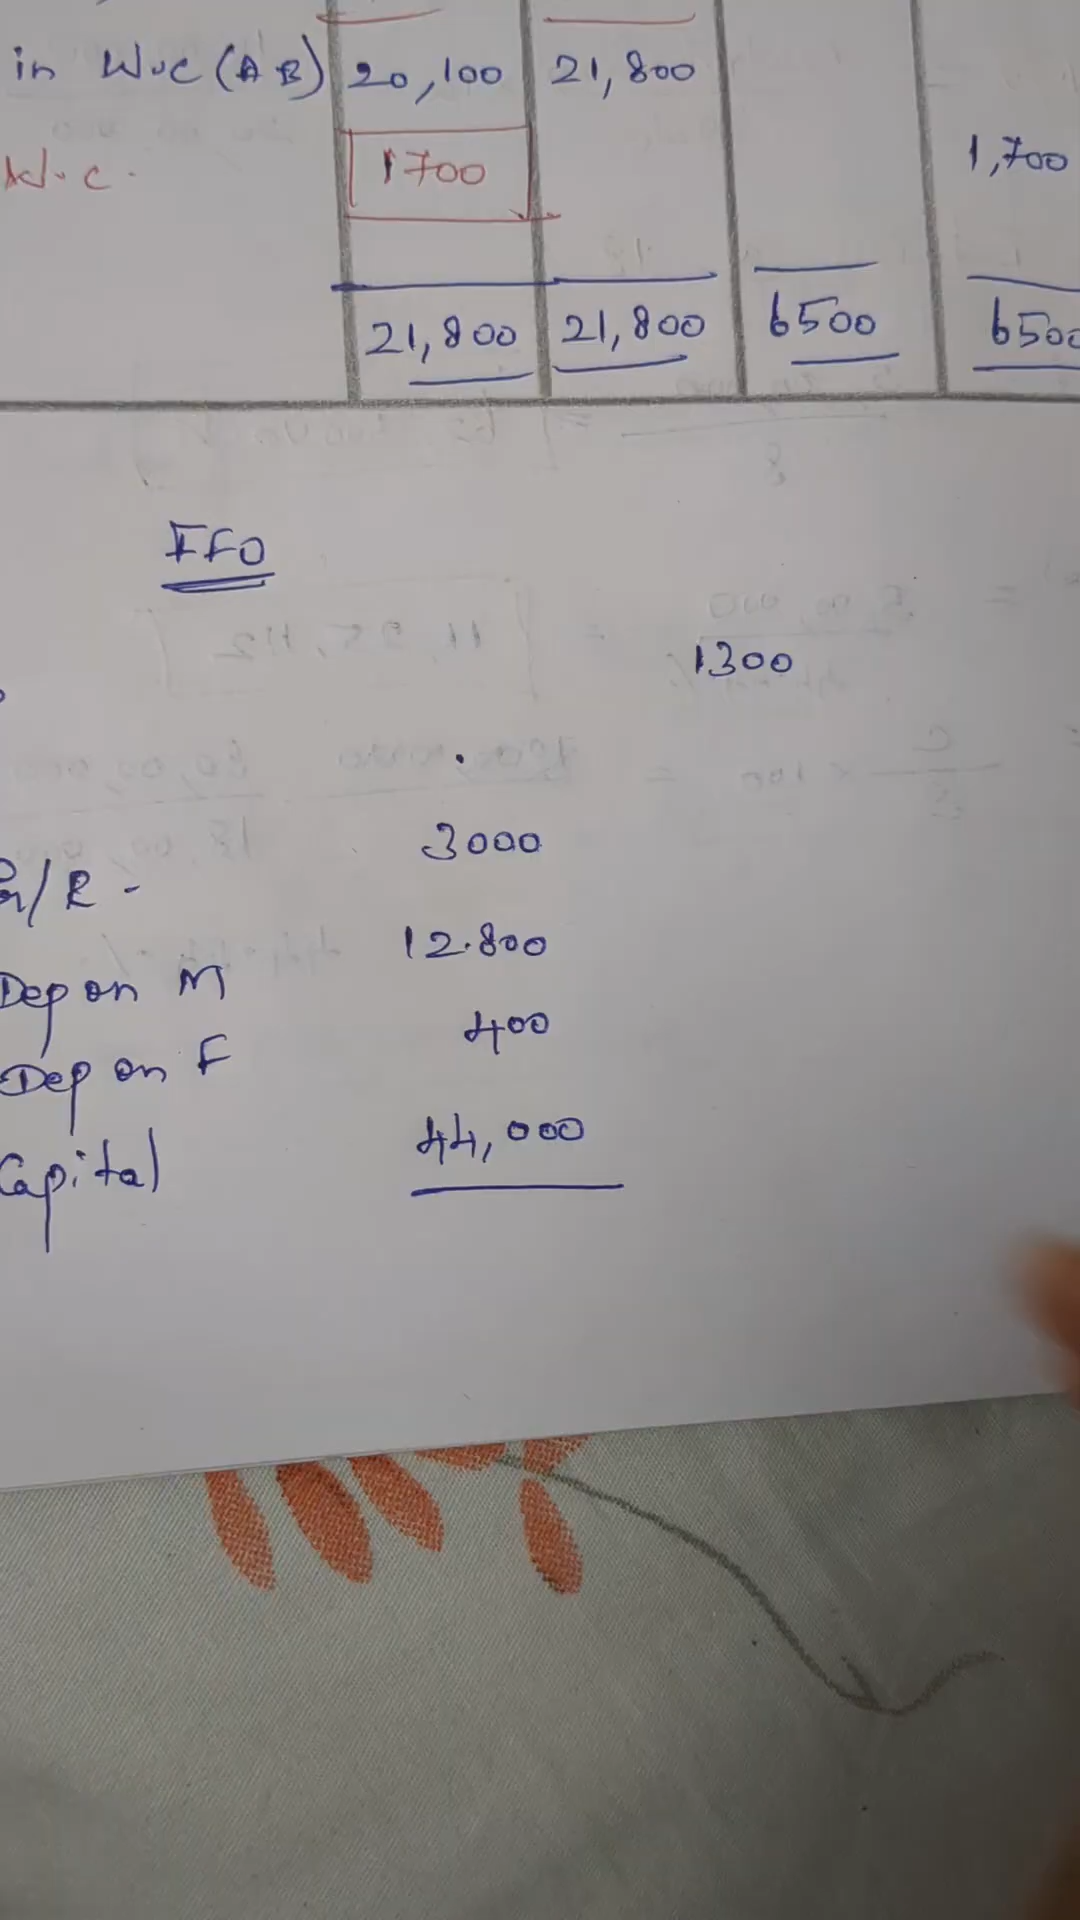 in W.C (A-B) 20,100 21,800
W.C. 1700 1,700
21,800 21,800 6500 6500
FFO
1300
3000
G/R -
12.800
Dep on M
400
Dep on F
44,000
Capital